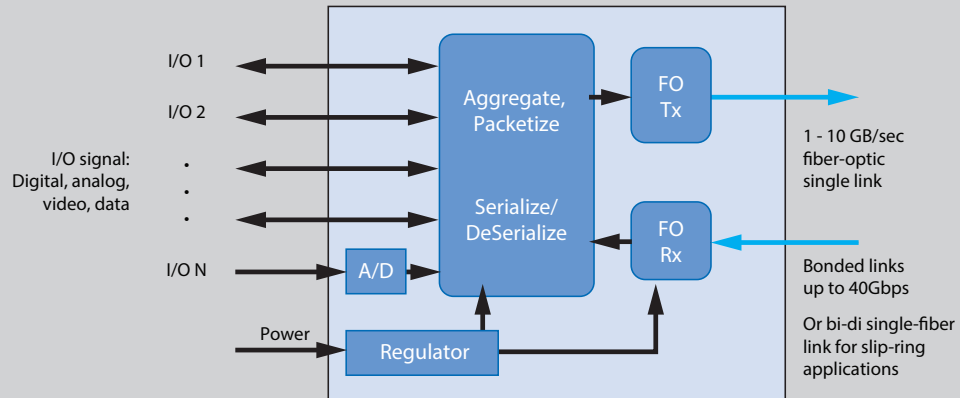 I/O 1
I/O 2
I/O signal:
Digital, analog,
video, data
.
.
.
I/O N
Power
A/D
Regulator
Aggregate,
Packetize
Serialize/
DeSerialize
FO
Tx
FO
Rx
1 - 10 GB/sec
fiber-optic
single link
Bonded links
up to 40Gbps
Or bi-di single-fiber
link for slip-ring
applications